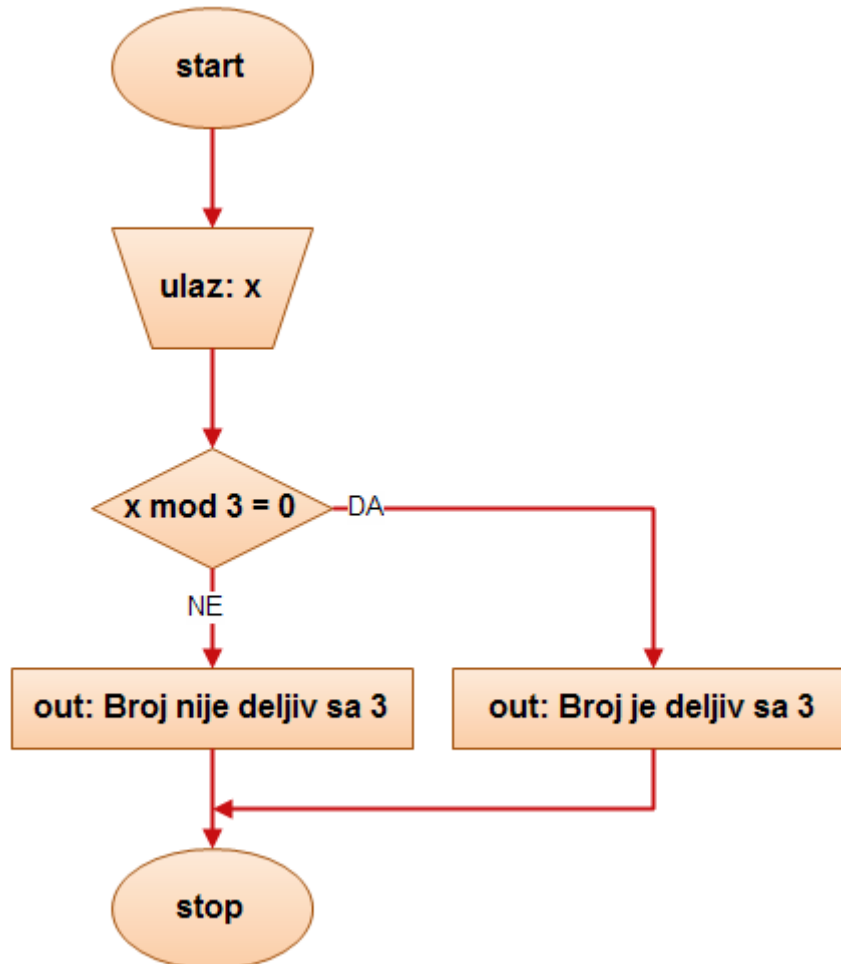 start
ulaz: x
x mod 3 = 0
DA
NE
out: Broj nije deljiv sa 3
out: Broj je deljiv sa 3
stop